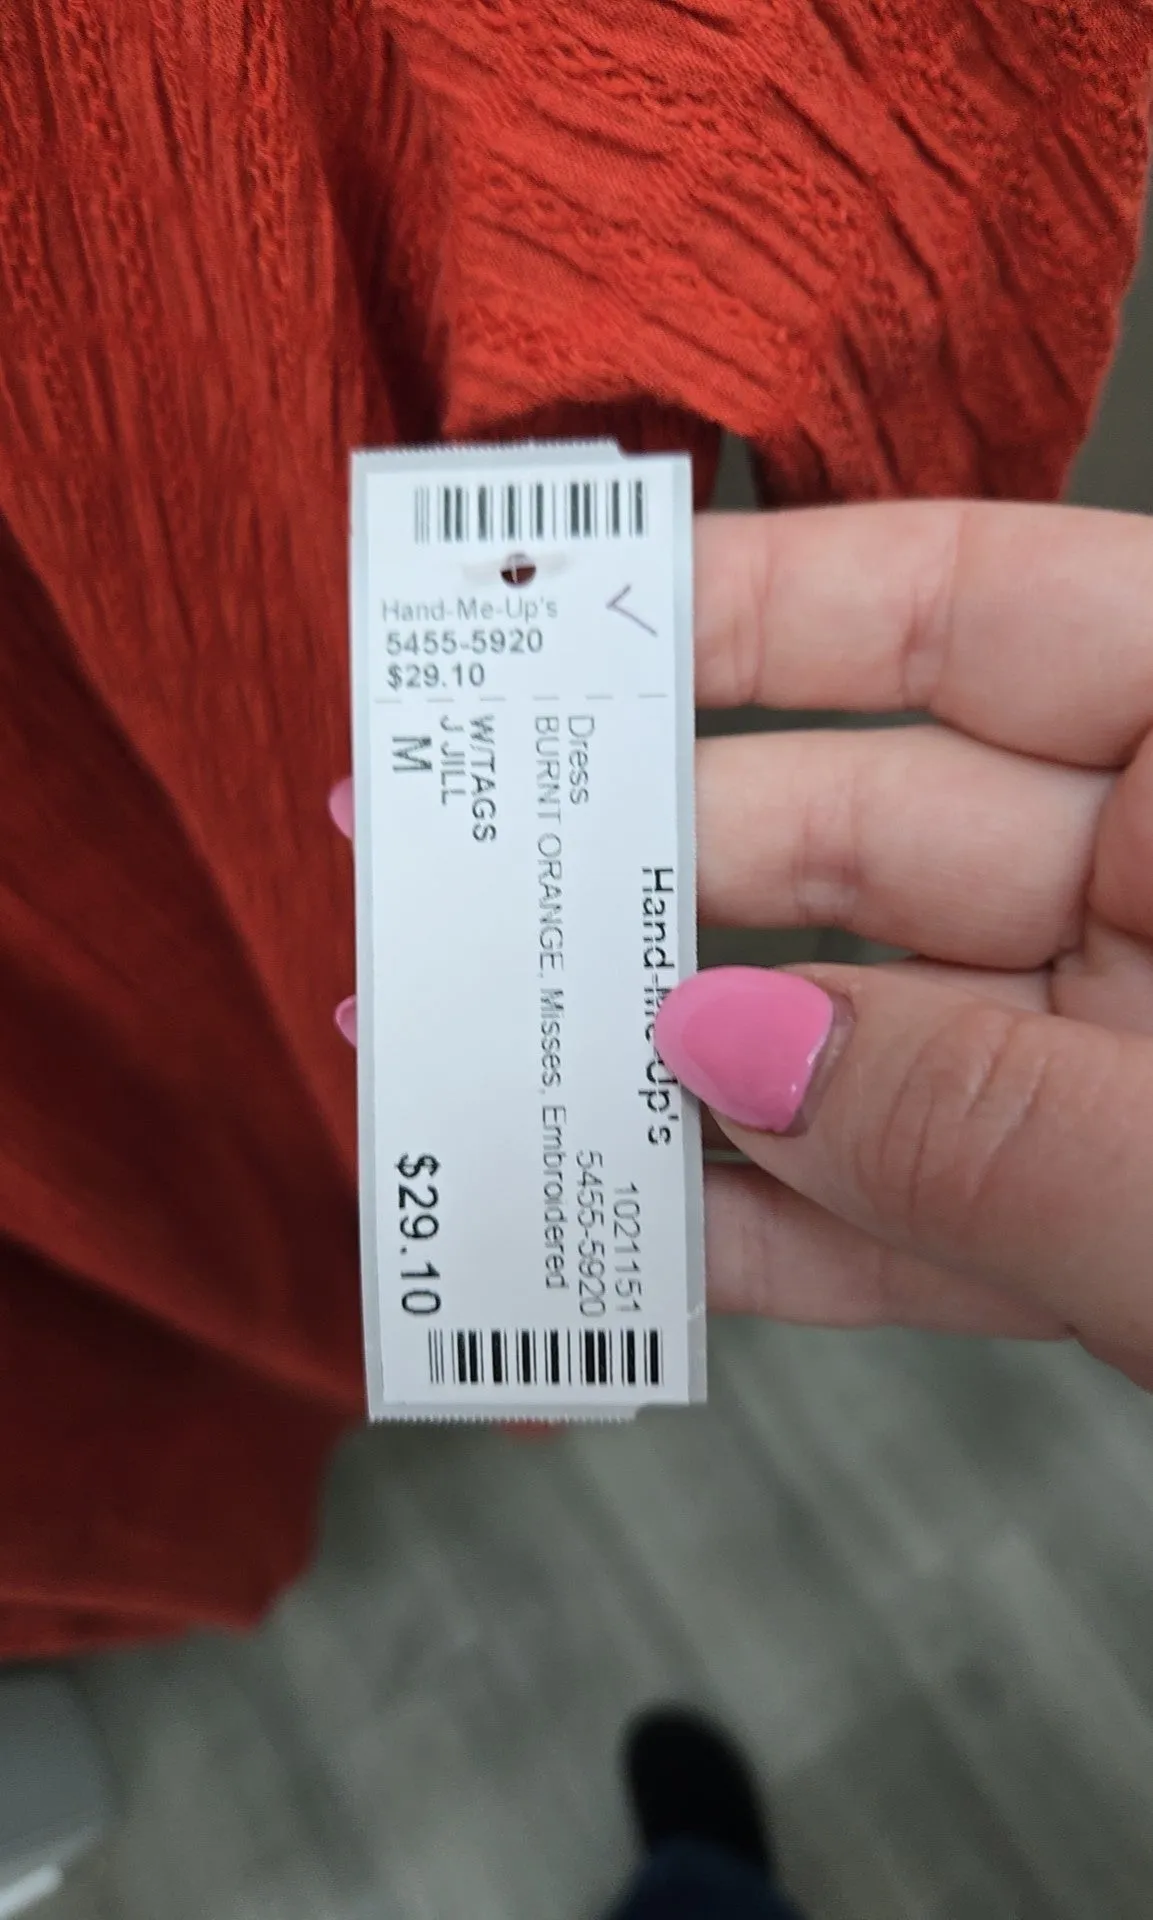 Hand-Me-Up's
5455-5920
$29.10
Hand-Me-Up's
1021151
5455-5920
Dress
BURNT ORANGE, Misses, Embroidered
W/TAGS
J JILL
M
$29.10